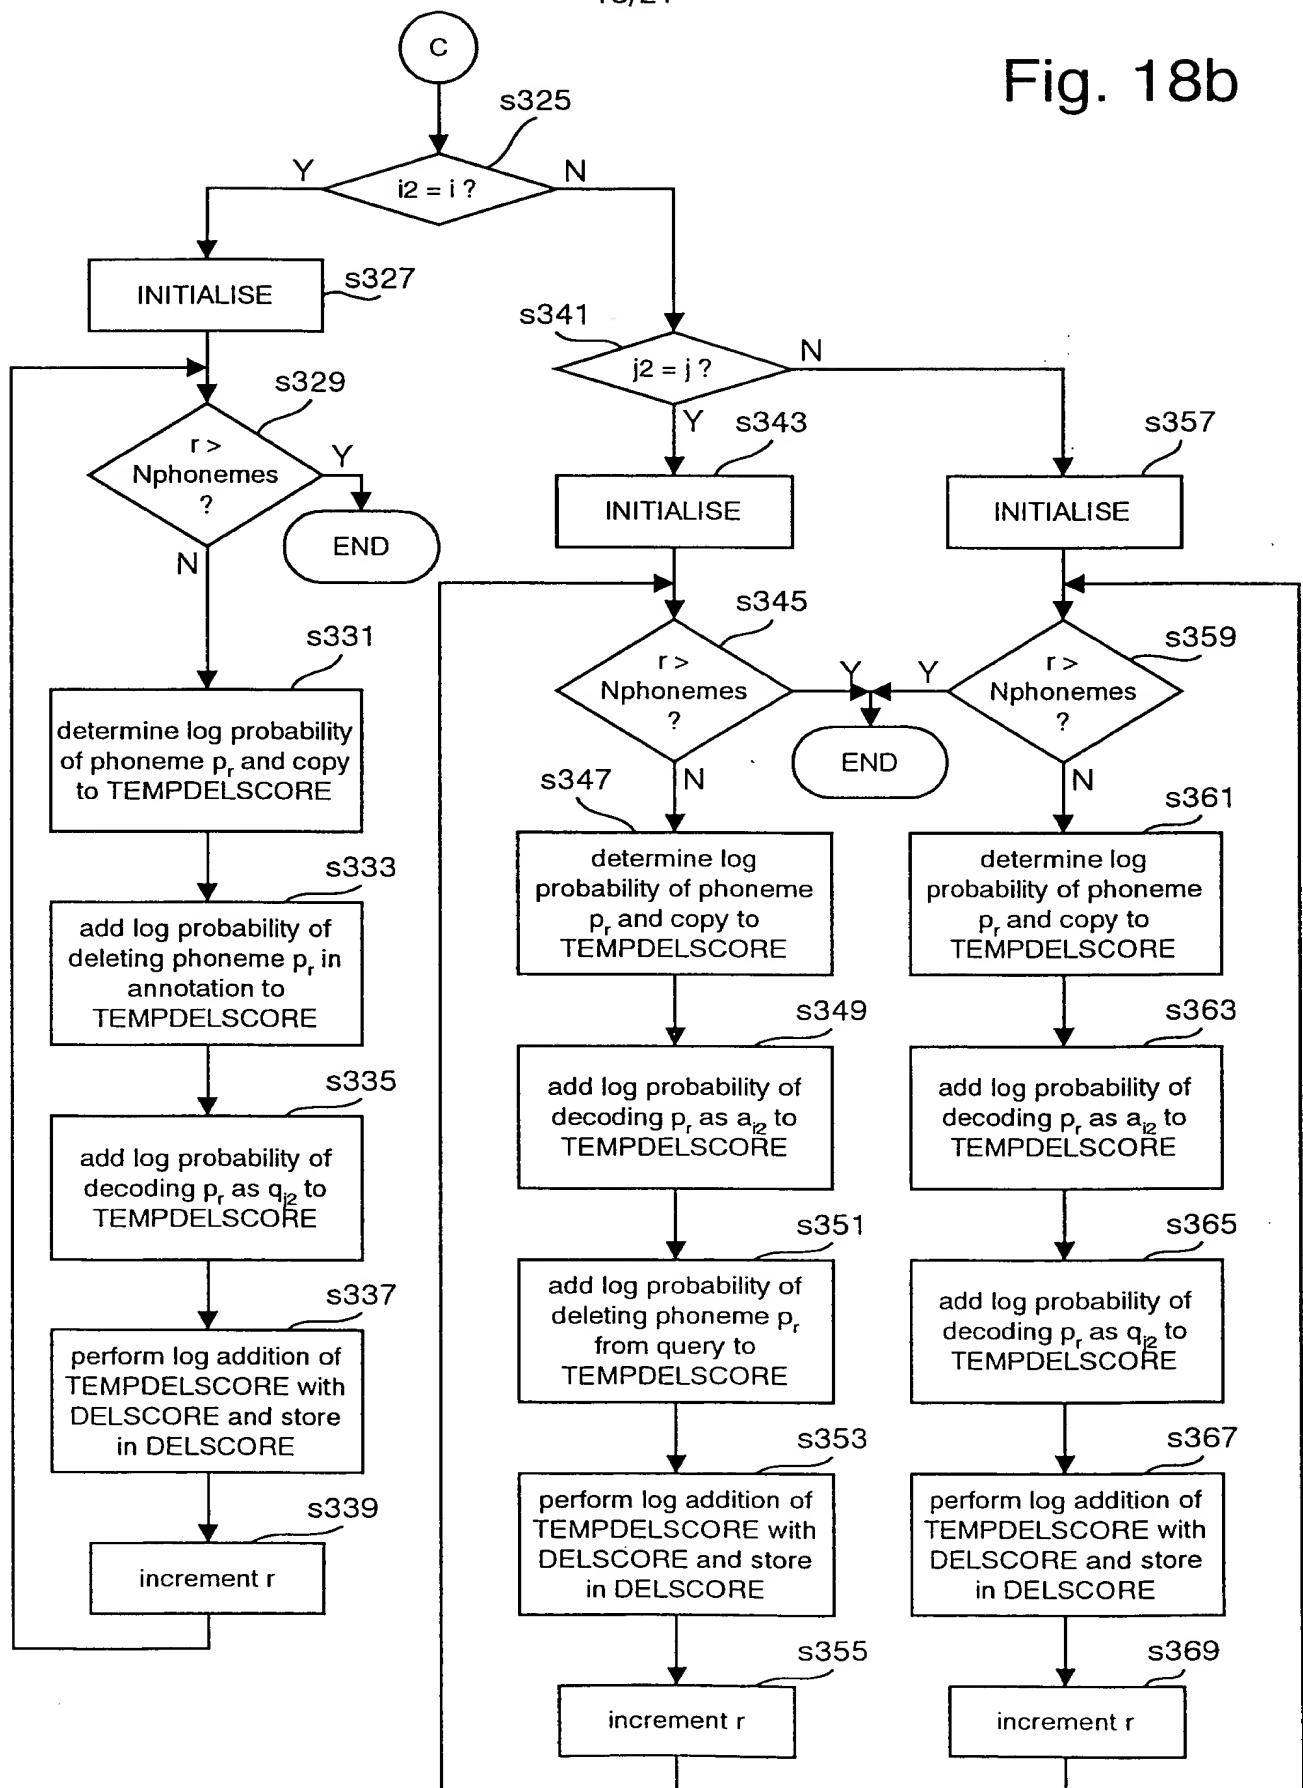 C
Fig. 18b
s325
Y
i2 = i ?
N
INITIALISE
s327
s341
j2 = j ?
N
s329
r >
Nphonemes
?
Y
END
N
Y
s343
INITIALISE
s357
INITIALISE
s345
r >
Nphonemes
?
Y
Y
s359
r >
Nphonemes
?
END
N
N
s331
determine log probability
of phoneme pr and copy
to TEMPDELSCORE
s333
add log probability of
deleting phoneme pr in
annotation to
TEMPDELSCORE
s335
add log probability of
decoding pr as qj2 to
TEMPDELSCORE
s337
perform log addition of
TEMPDELSCORE with
DELSCORE and store
in DELSCORE
s339
increment r
s347
determine log
probability of phoneme
pr and copy to
TEMPDELSCORE
s349
add log probability of
decoding pr as ai2 to
TEMPDELSCORE
s351
add log probability of
deleting phoneme pr
from query to
TEMPDELSCORE
s353
perform log addition of
TEMPDELSCORE with
DELSCORE and store
in DELSCORE
s355
increment r
s361
determine log
probability of phoneme
pr and copy to
TEMPDELSCORE
s363
add log probability of
decoding pr as ai2 to
TEMPDELSCORE
s365
add log probability of
decoding pr as qj2 to
TEMPDELSCORE
s367
perform log addition of
TEMPDELSCORE with
DELSCORE and store
in DELSCORE
s369
increment r